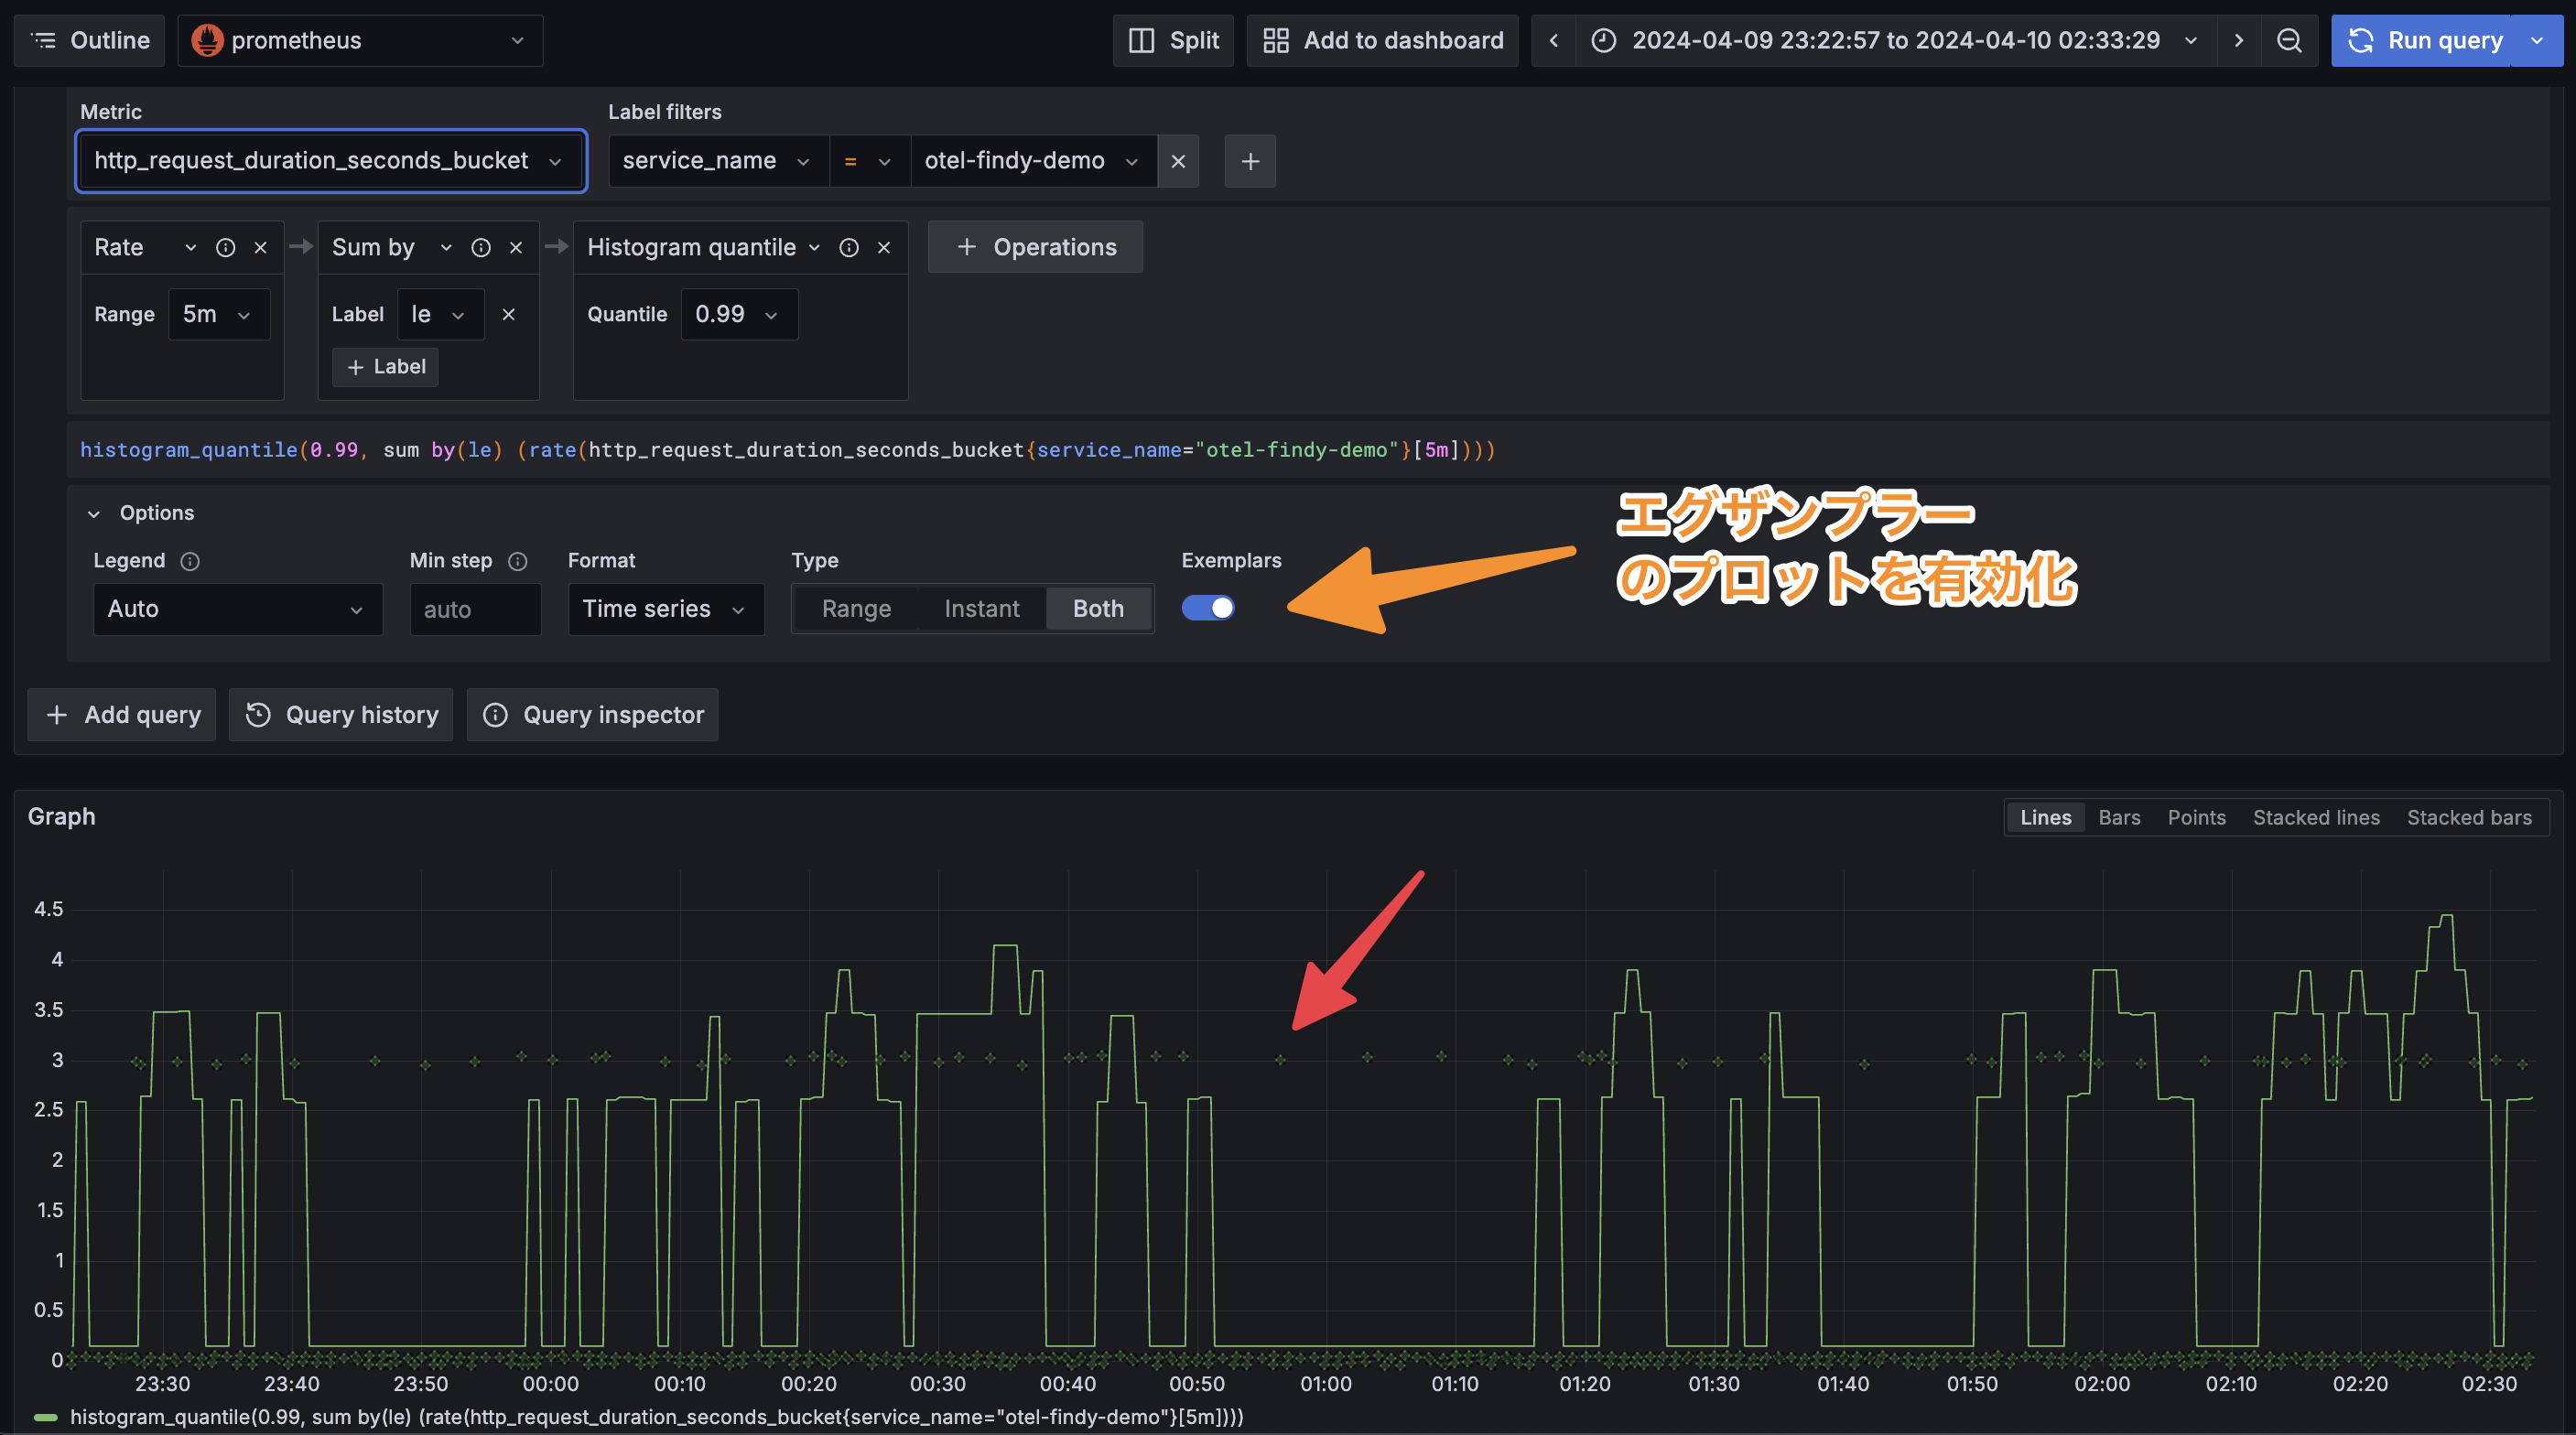 Outline
prometheus
Split
Add to dashboard
2024-04-09 23:22:57 to 2024-04-10 02:33:29
Run query
Metric
Label filters
http_request_duration_seconds_bucket
service_name
=
otel-findy-demo
Rate
Sum by
Histogram quantile
Operations
Range
5m
Label
le
Quantile
0.99
Label
histogram_quantile(0.99, sum by(le) (rate(http_request_duration_seconds_bucket{service_name="otel-findy-demo"}[5m])))
エグザンプラー
のプロットを有効化
Options
Legend
Min step
Format
Type
Exemplars
Auto
auto
Time series
Range
Instant
Both
Add query
Query history
Query inspector
Graph
Lines
Bars
Points
Stacked lines
Stacked bars
4.5
4
3.5
3
2.5
2
1.5
1
0.5
0
23:30
23:40
23:50
00:00
00:10
00:20
00:30
00:40
00:50
01:00
01:10
01:20
01:30
01:40
01:50
02:00
02:10
02:20
02:30
histogram_quantile(0.99, sum by(le) (rate(http_request_duration_seconds_bucket{service_name="otel-findy-demo"}[5m])))